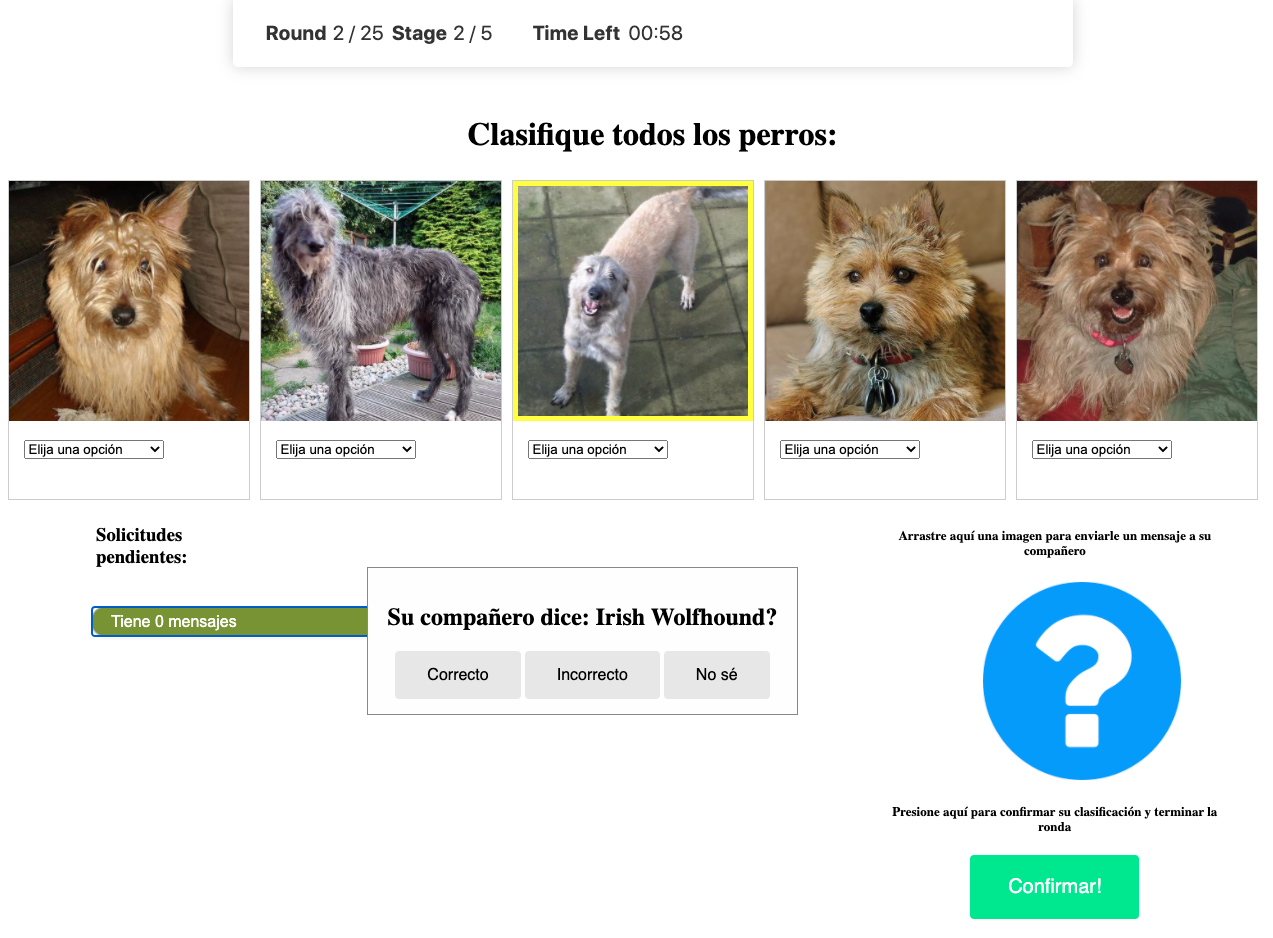 Round 2 / 25 Stage 2 / 5 Time Left 00:58
Clasifique todos los perros:
Elija una opción
Elija una opción
Elija una opción
Elija una opción
Elija una opción
Solicitudes
pendientes:
Tiene 0 mensajes
Su compañero dice: Irish Wolfhound?
Correcto
Incorrecto
No sé
Arrastre aquí una imagen para enviarle un mensaje a su
compañero
?
Presione aquí para confirmar su clasificación y terminar la
ronda
Confirmar!